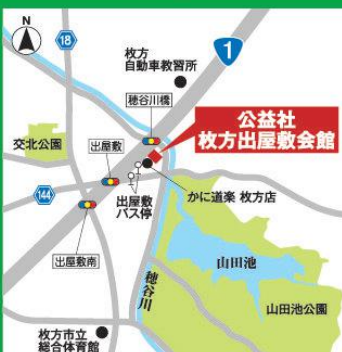 N
18
1
枚方
自動車教習所
穂谷川橋
公益社
枚方出屋敷会館
交北公園
出屋敷
144
出屋敷
バス停
かに道楽 枚方店
山田池
出屋敷南
穂谷川
山田池公園
枚方市立
総合体育館